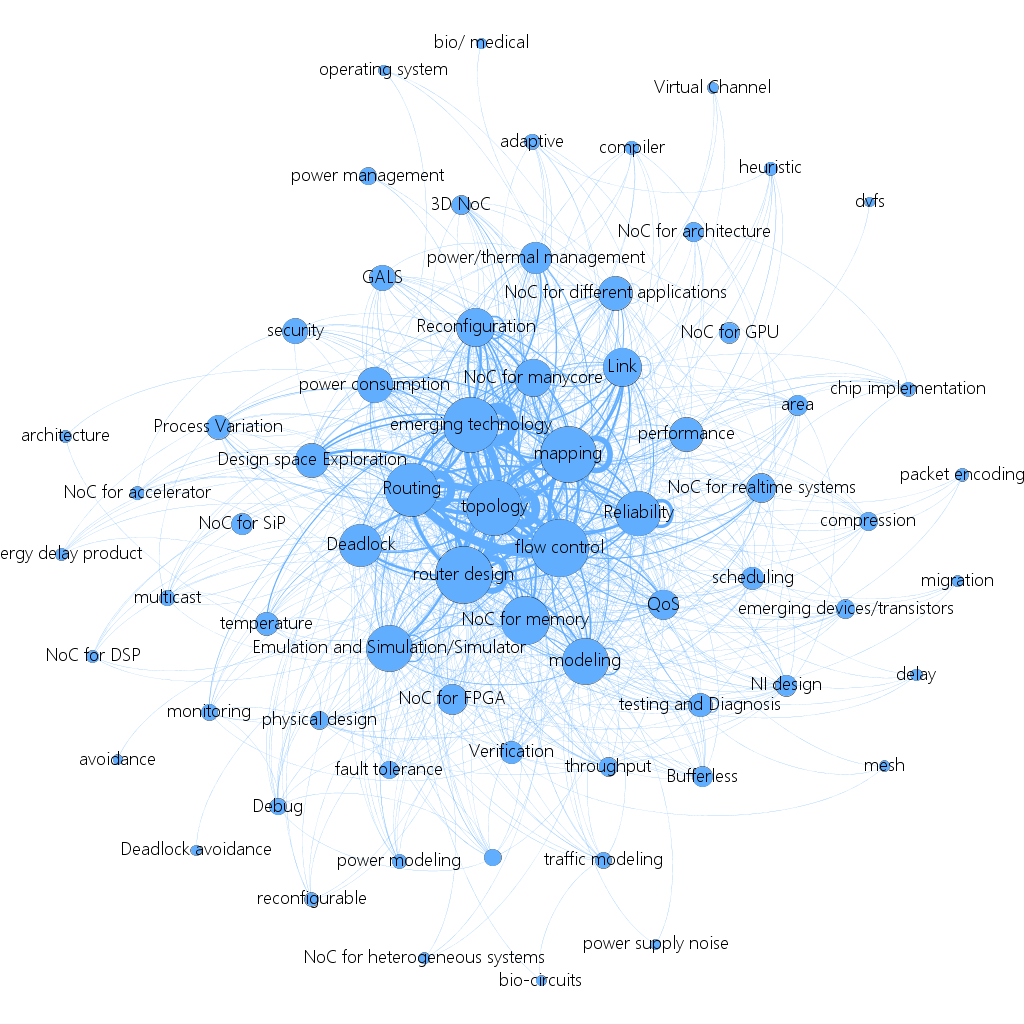 bio/ medical
operating system
Virtual Channel
adaptive
compiler
heuristic
power management
dvfs
3D NoC
NoC for architecture
power/thermal management
GALS
NoC for different applications
Reconfiguration
security
NoC for GPU
Link
NoC for manycore
power consumption
chip implementation
area
emerging technology
Process Variation
performance
architecture
mapping
Design space Exploration
packet encoding
Routing
NoC for realtime systems
NoC for accelerator
topology
Reliability
NoC for SiP
compression
Deadlock
flow control
ergy delay product
router design
scheduling
migration
multicast
QoS
emerging devices/transistors
NoC for memory
temperature
Emulation and Simulation/Simulator
NoC for DSP
modeling
delay
NI design
NoC for FPGA
testing and Diagnosis
monitoring
physical design
Verification
avoidance
throughput
mesh
fault tolerance
Bufferless
Debug
Deadlock avoidance
power modeling
traffic modeling
reconfigurable
power supply noise
NoC for heterogeneous systems
bio-circuits